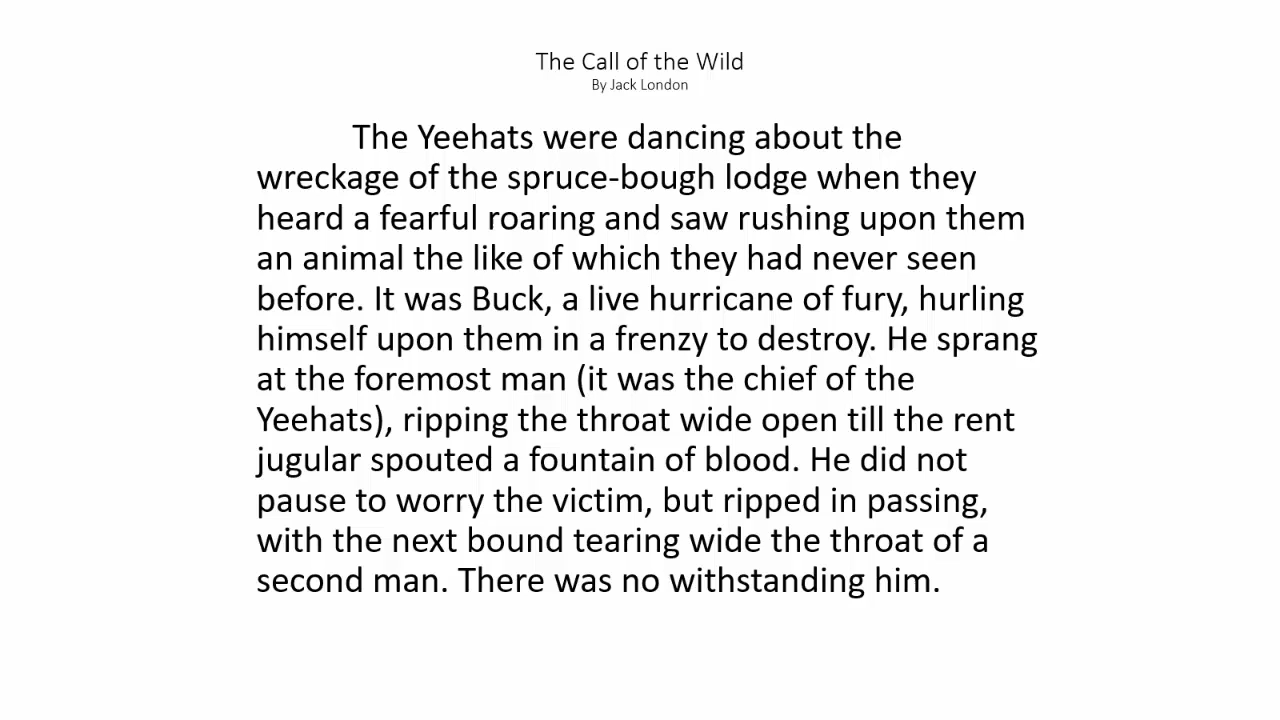 The Call of the Wild
By Jack London
The Yeehats were dancing about the
wreckage of the spruce-bough lodge when they
heard a fearful roaring and saw rushing upon them
an animal the like of which they had never seen
before. It was Buck, a live hurricane of fury, hurling
himself upon them in a frenzy to destroy. He sprang
at the foremost man (it was the chief of the
Yeehats), ripping the throat wide open till the rent
jugular spouted a fountain of blood. He did not
pause to worry the victim, but ripped in passing,
with the next bound tearing wide the throat of a
second man. There was no withstanding him.